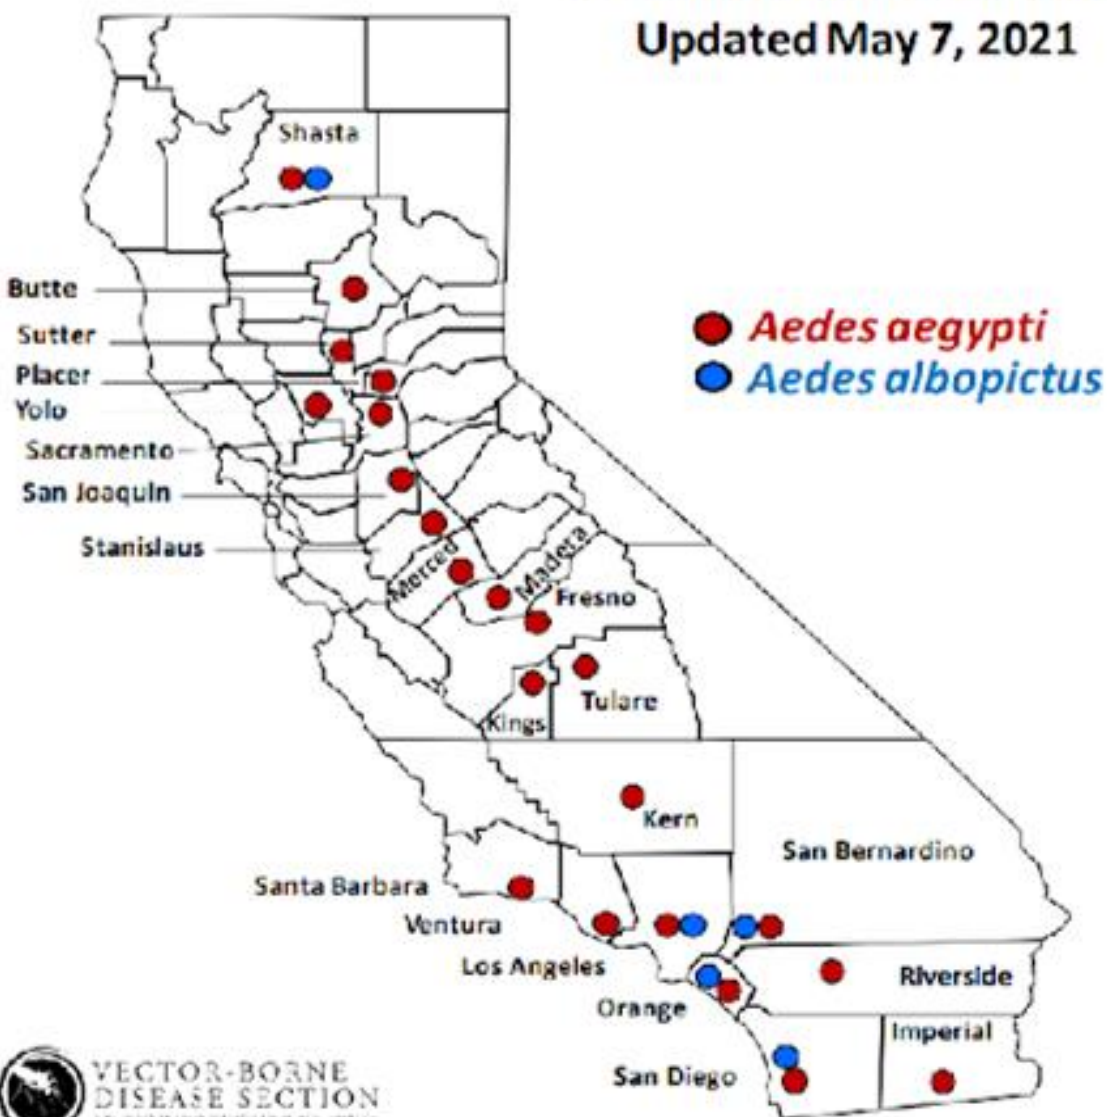 Updated May 7, 2021
Shasta
Butte
Aedes aegypti
Sutter
Aedes albopictus
Placer
Yolo
Sacramento
San Joaquin
Stanislaus
Merced
Madera
Fresno
Tulare
Kings
Kern
San Bernardino
Santa Barbara
Ventura
Los Angeles
Riverside
Orange
Imperial
San Diego
VECTOR-BORNE
DISEASE SECTION